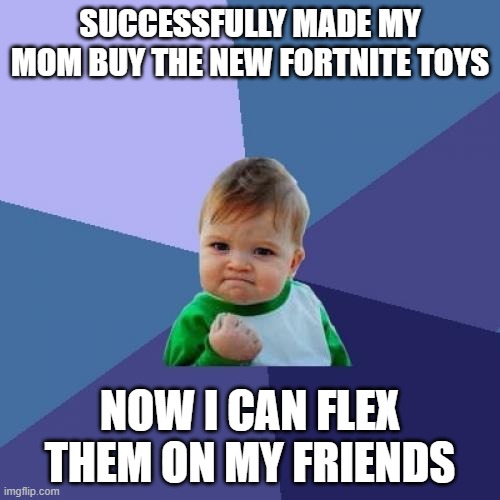 SUCCESSFULLY MADE MY
MOM BUY THE NEW FORTNITE TOYS
NOW I CAN FLEX
THEM ON MY FRIENDS
imgflip.com